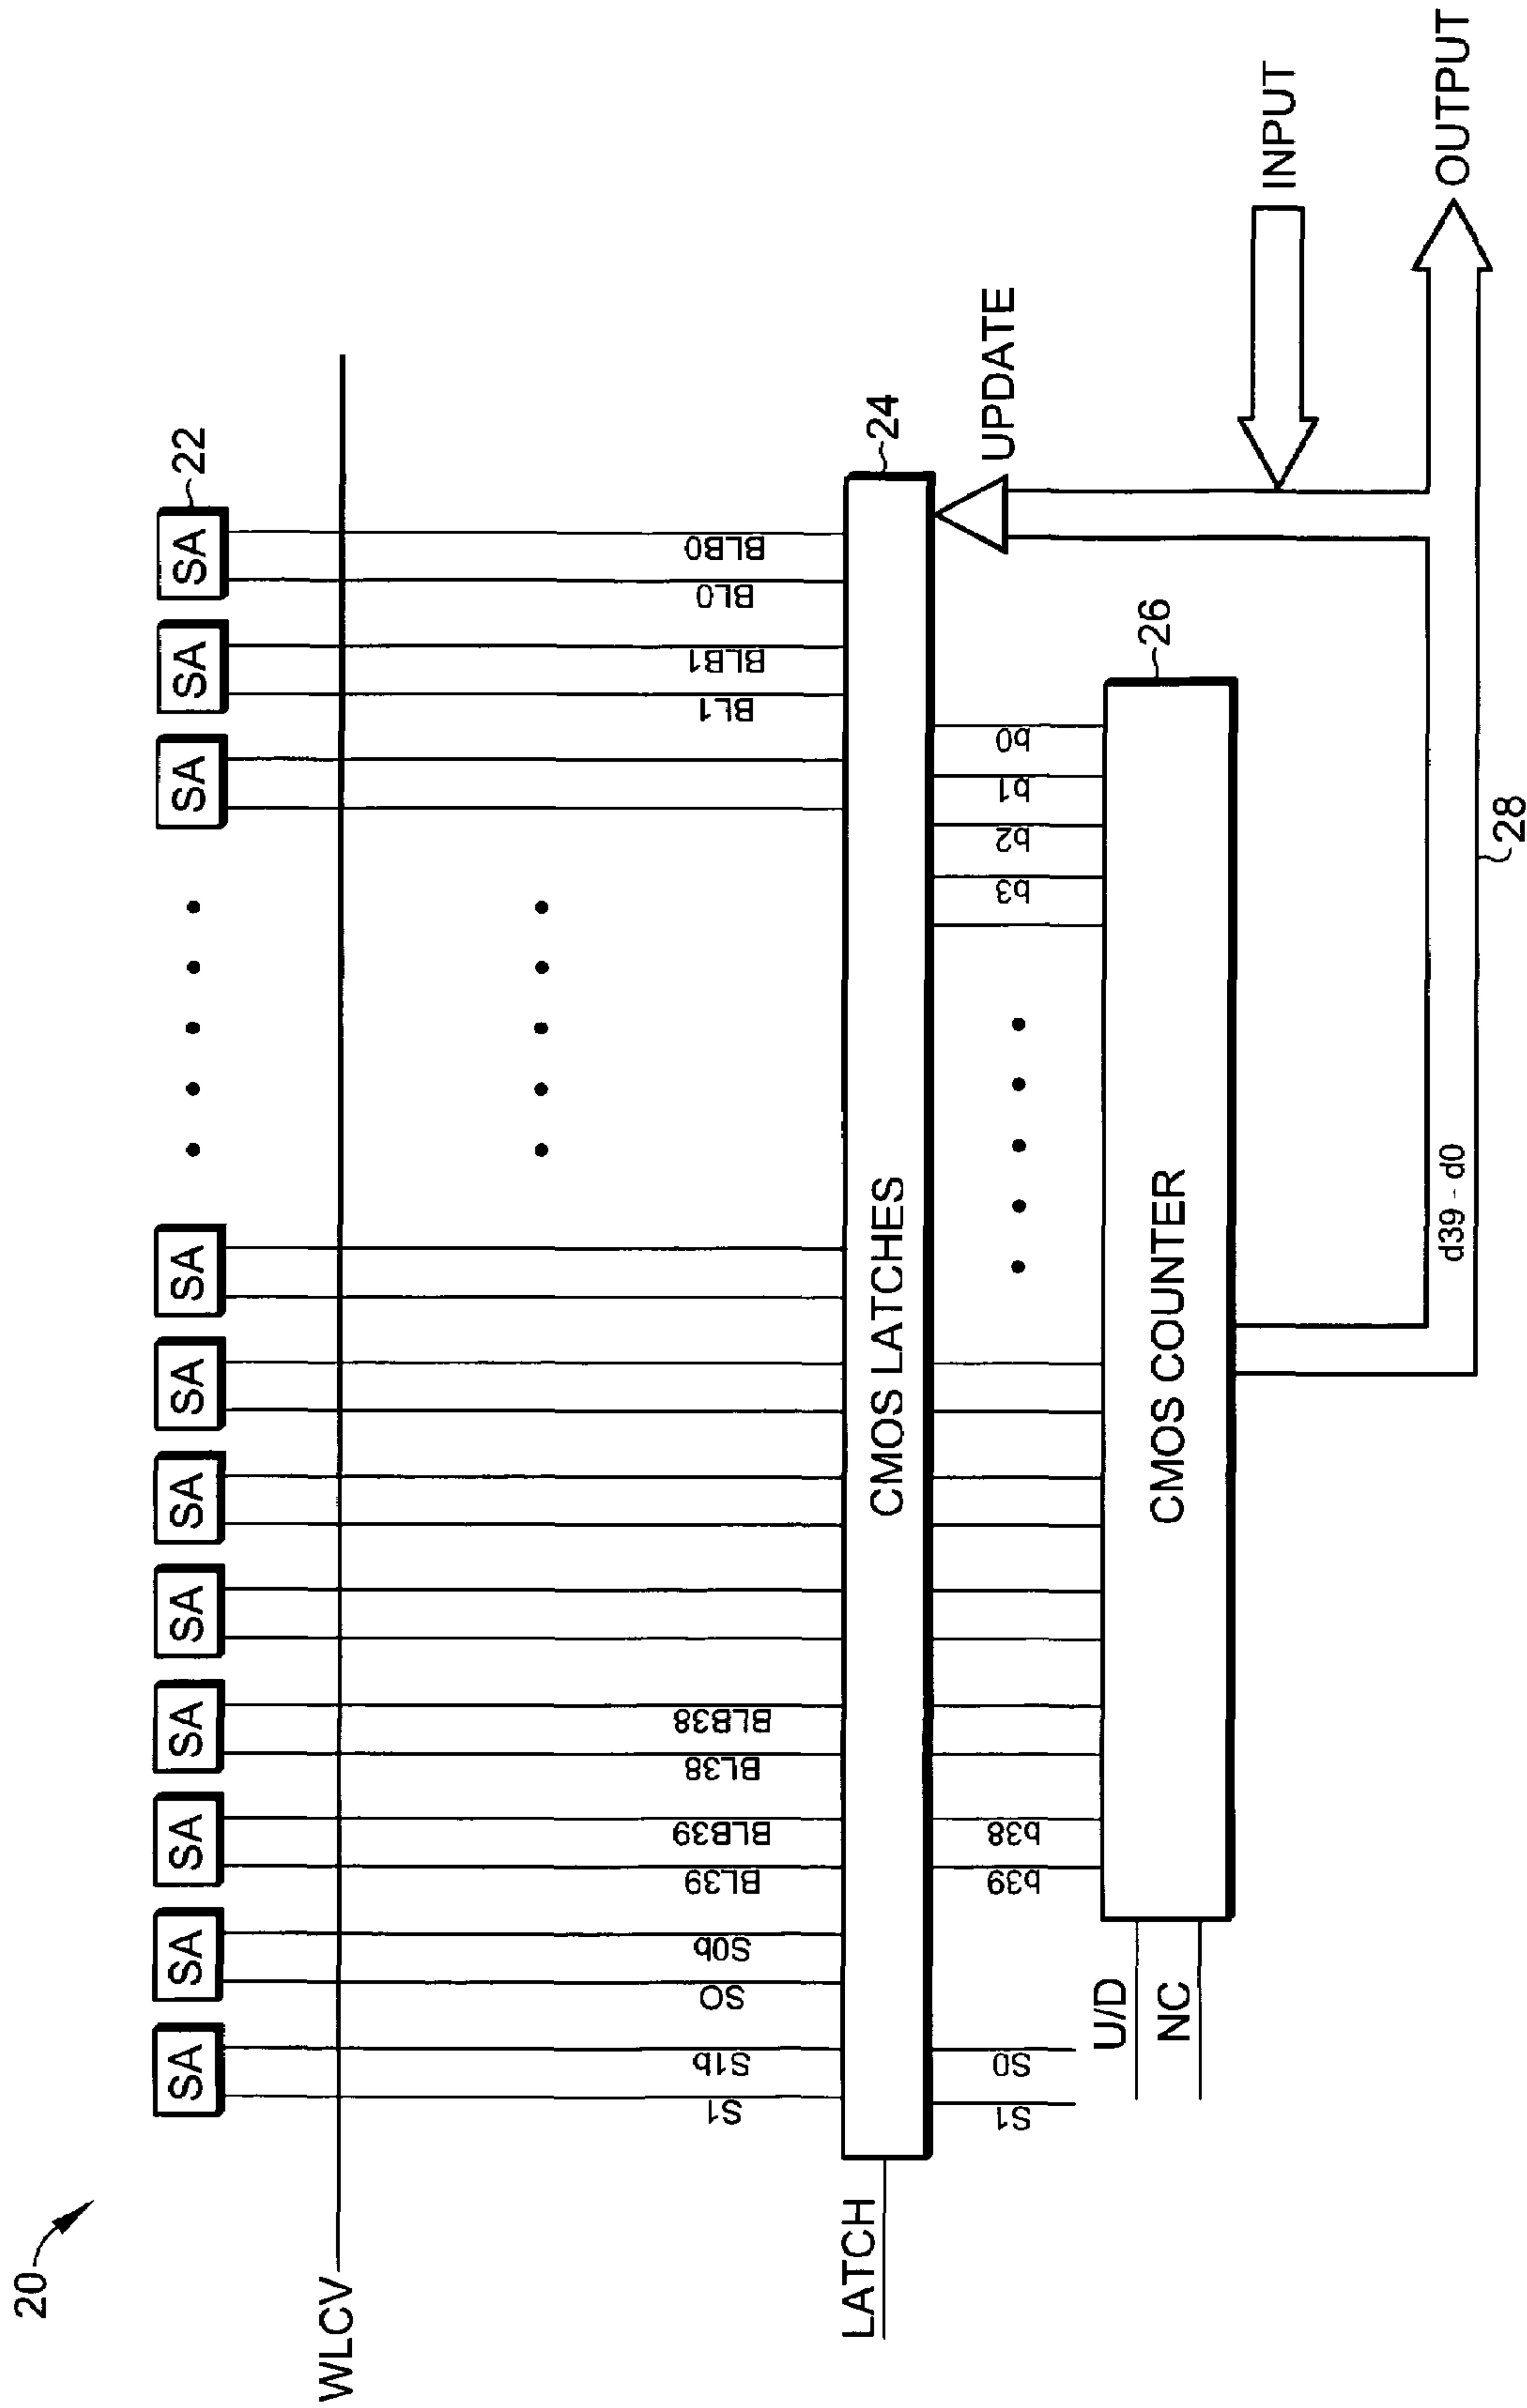 20
SA SA SA SA SA SA SA SA SA SA SA 22
WLCV
S1 S1b SO S0b BL39 BLB39 BL38 BLB38 BL1 BLB1 BL0 BLB0
LATCH
CMOS LATCHES
24
S1 S0 b39 b38 b3 b2 b1 b0
UPDATE
U/D
NC
CMOS COUNTER
26
INPUT
d39 - d0
OUTPUT
28